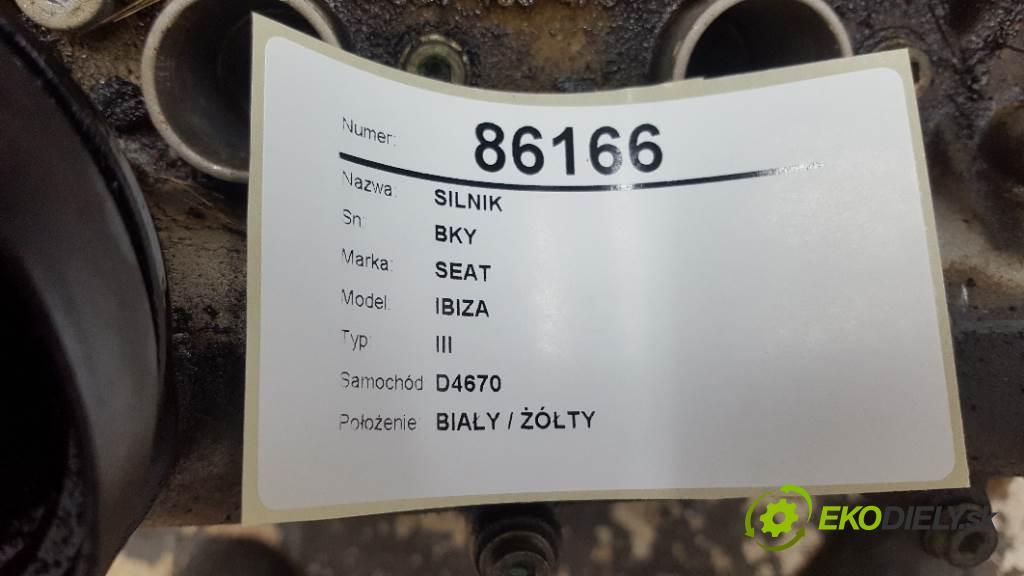 Numer: 86166
Nazwa: SILNIK
Sn: BKY
Marka: SEAT
Model: IBIZA
Typ: III
Samochód D4670
Położenie: BIAŁY / ŻÓŁTY
EKODIELY.SK